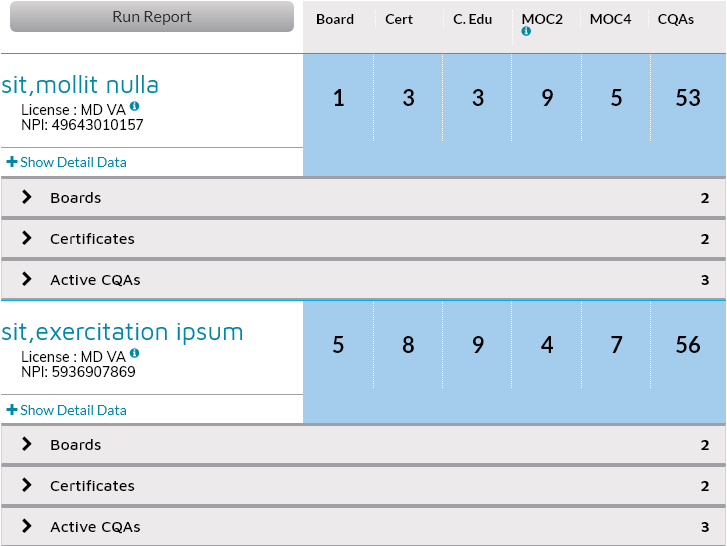 Run Report
Board Cert C. Edu MOC2 MOC4 CQAs
sit,mollit nulla
License : MD VA
NPI: 49643010157
1 3 3 9 5 53
Show Detail Data
Boards 2
Certificates 2
Active CQAs 3
sit,exercitation ipsum
License : MD VA
NPI: 5936907869
5 8 9 4 7 56
Show Detail Data
Boards 2
Certificates 2
Active CQAs 3